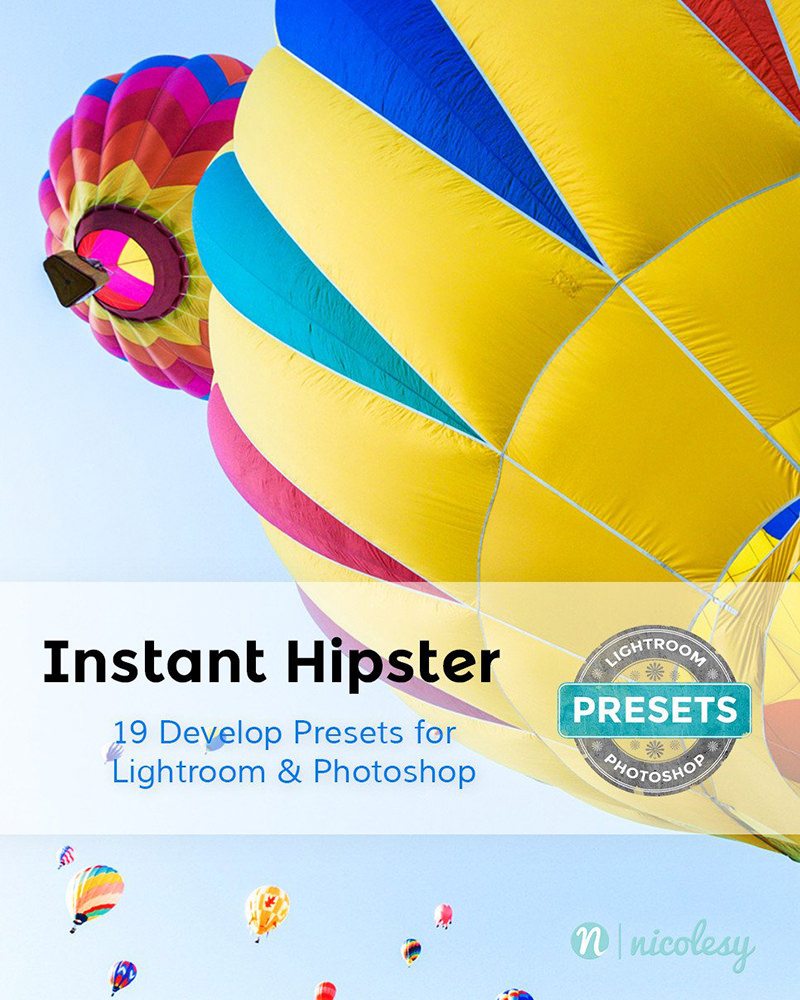 Instant Hipster
19 Develop Presets for
Lightroom & Photoshop
LIGHTROOM
PRESETS
PHOTOSHOP
n | nicolesy